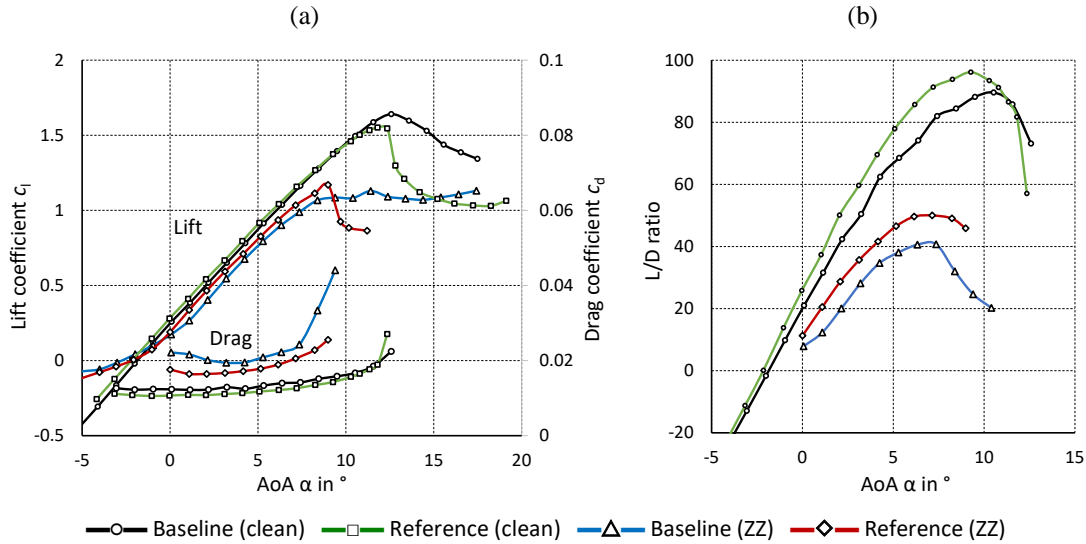 (a)
(b)
2
1.5
1
0.5
0
-0.5
Lift coefficient cl
Lift
Drag
0.1
0.08
0.06
0.04
0.02
0
Drag coefficient cd
-5 0 5 10 15 20
AoA α in °
100
80
60
40
20
0
-20
L/D ratio
-5 0 5 10 15
AoA α in °
Baseline (clean) Reference (clean) Baseline (ZZ) Reference (ZZ)